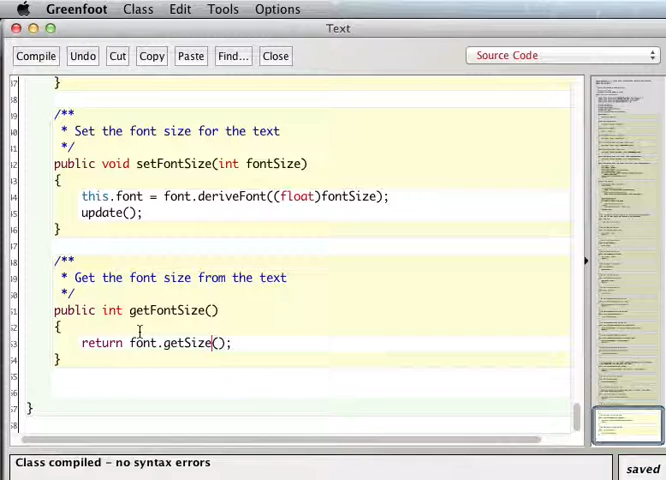 Greenfoot Class Edit Tools Options
Text
Compile Undo Cut Copy Paste Find... Close Source Code
}
/**
* Set the font size for the text
*/
public void setFontSize(int fontSize)
{
this.font = font.deriveFont((float)fontSize);
update();
}
/**
* Get the font size from the text
*/
public int getFontSize()
{
return font.getSize();
}
}
Class compiled - no syntax errors
saved